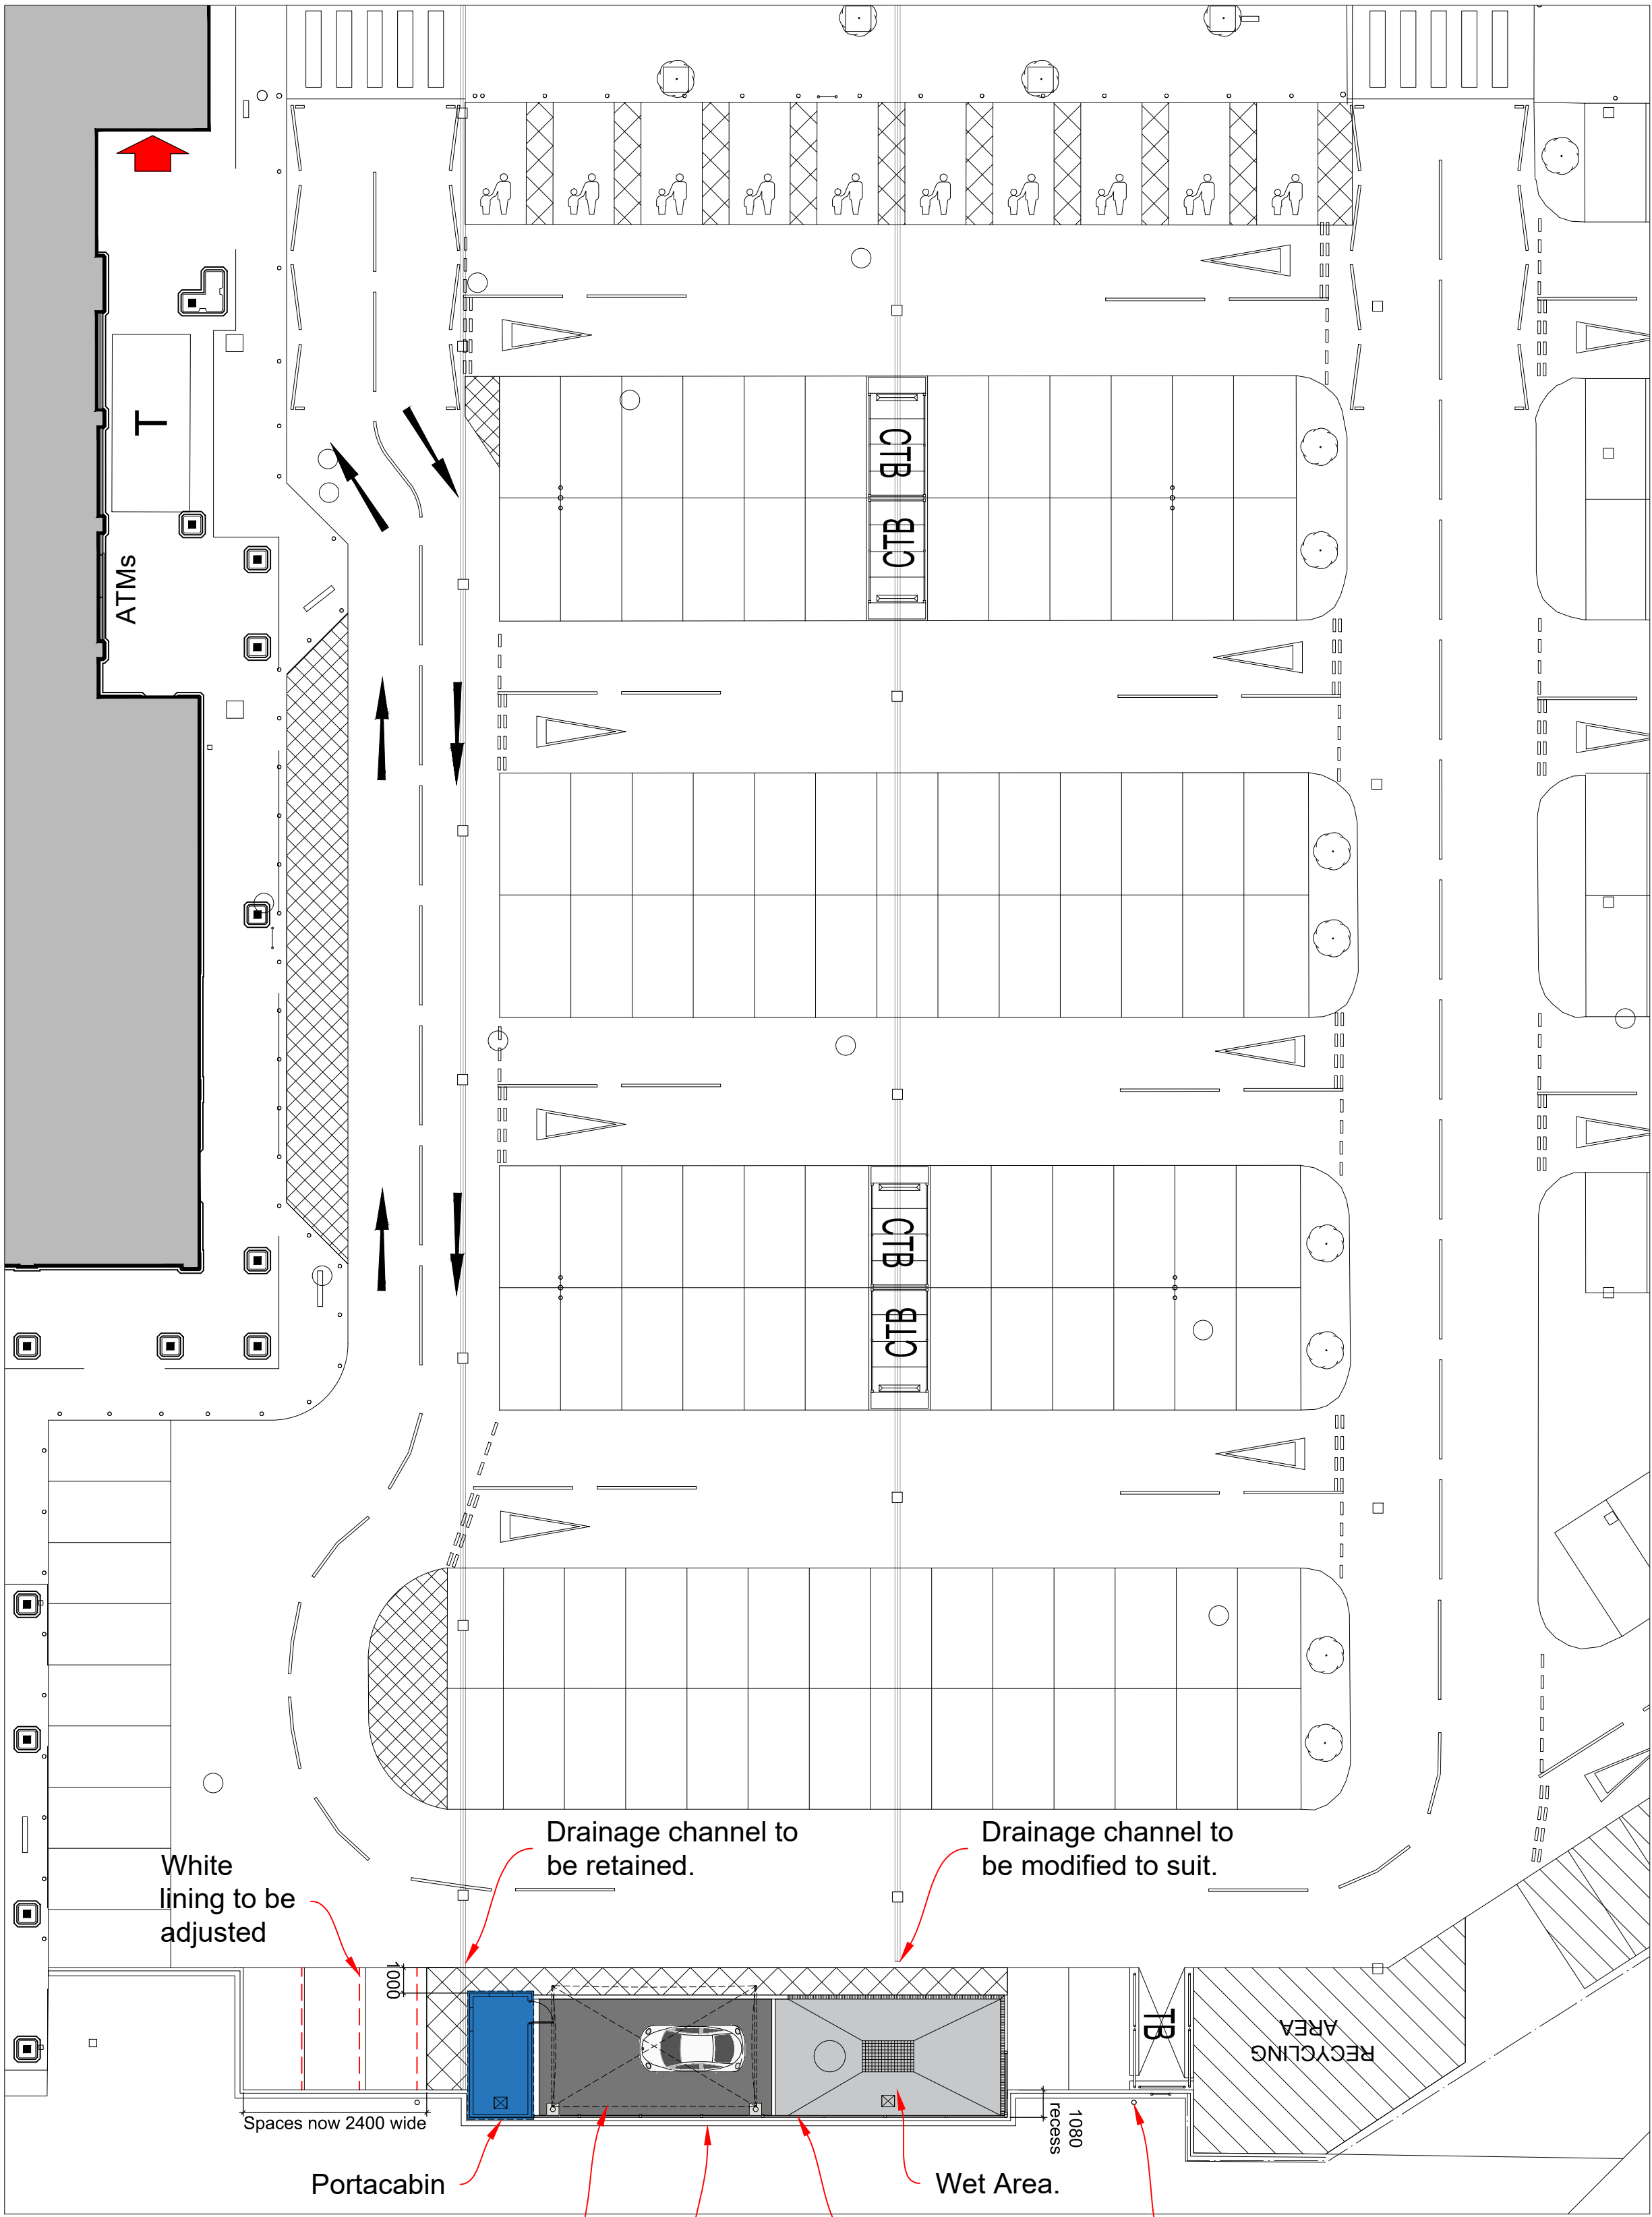 T
ATMs
CTB
CTB
CTB
CTB
Drainage channel to
be retained.
Drainage channel to
be modified to suit.
White
lining to be
adjusted
1000
TB
RECYCLING
AREA
Spaces now 2400 wide
1080
recess
Portacabin
Wet Area.